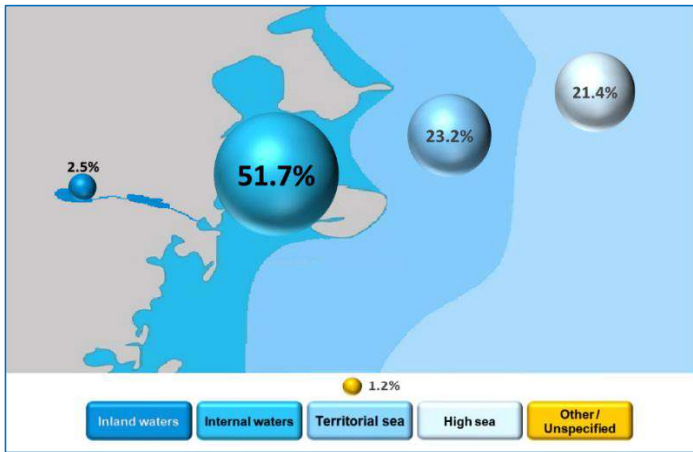 21.4%
23.2%
2.5%
51.7%
1.2%
Inland waters
Internal waters
Territorial sea
High sea
Other /
Unspecified